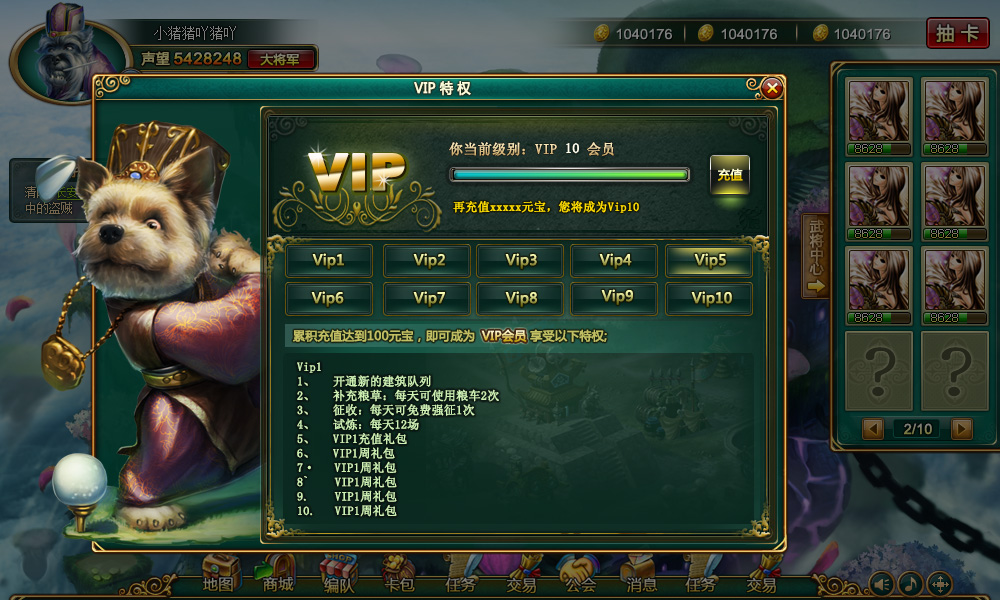 小猪猪吖猪吖
声望 5428248 大将军
1040176 1040176 1040176 抽卡
VIP 特权
VIP
你当前级别：VIP 10 会员
充值
再充值xxxxx元宝，您将成为Vip10
中的盗贼
Vip1 Vip2 Vip3 Vip4 Vip5
Vip6 Vip7 Vip8 Vip9 Vip10
累积充值达到100元宝，即可成为 VIP会员 享受以下特权;
Vip1
1、 开通新的建筑队列
2、 补充粮草：每天可使用粮车2次
3、 征收：每天可免费强征1次
4、 试炼：每天12场
5、 VIP1充值礼包
6、 VIP1周礼包
7· VIP1周礼包
8` VIP1周礼包
9. VIP1周礼包
10. VIP1周礼包
8628 8628
8628 8628
8628 8628
? ?
武将中心
2/10
地图 商城 编队 卡包 任务 交易 公会 消息 任务 交易